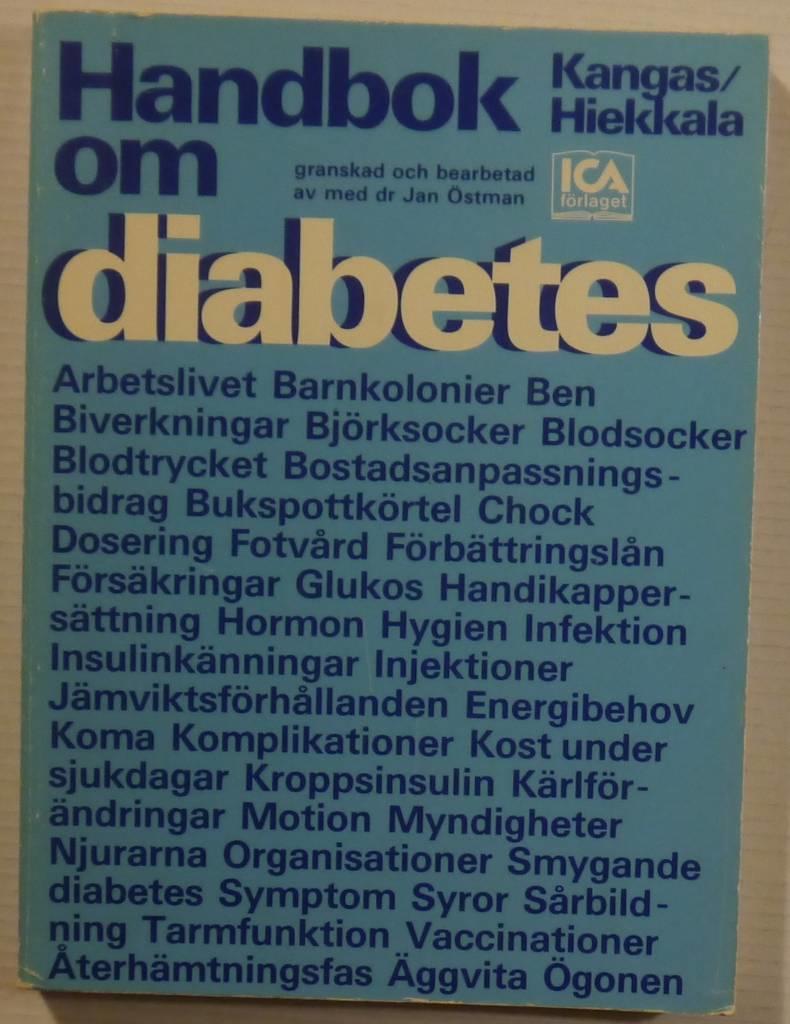 Handbok
om
Kangas/
Hiekkala
granskad och bearbetad
av med dr Jan Östman
ICA
förlaget
diabetes
Arbetslivet Barnkolonier Ben
Biverkningar Björksocker Blodsocker
Blodtrycket Bostadsanpassnings-
bidrag Bukspottkörtel Chock
Dosering Fotvård Förbättringslån
Försäkringar Glukos Handikapper-
sättning Hormon Hygien Infektion
Insulinkänningar Injektioner
Jämviktsförhållanden Energibehov
Koma Komplikationer Kost under
sjukdagar Kroppsinsulin Kärlför-
ändringar Motion Myndigheter
Njurarna Organisationer Smygande
diabetes Symptom Syror Sårbild-
ning Tarmfunktion Vaccinationer
Återhämtningsfas Äggvita Ögonen